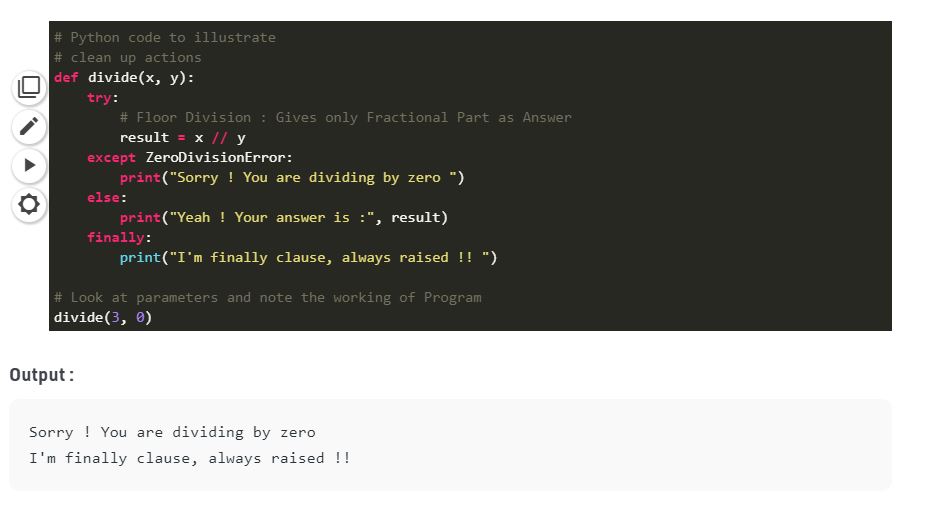 # Python code to illustrate
# clean up actions
def divide(x, y):
    try:
        # Floor Division : Gives only Fractional Part as Answer
        result = x // y
    except ZeroDivisionError:
        print("Sorry ! You are dividing by zero ")
    else:
        print("Yeah ! Your answer is :", result)
    finally:
        print("I'm finally clause, always raised !! ")
# Look at parameters and note the working of Program
divide(3, 0)
Output :
Sorry ! You are dividing by zero
I'm finally clause, always raised !!